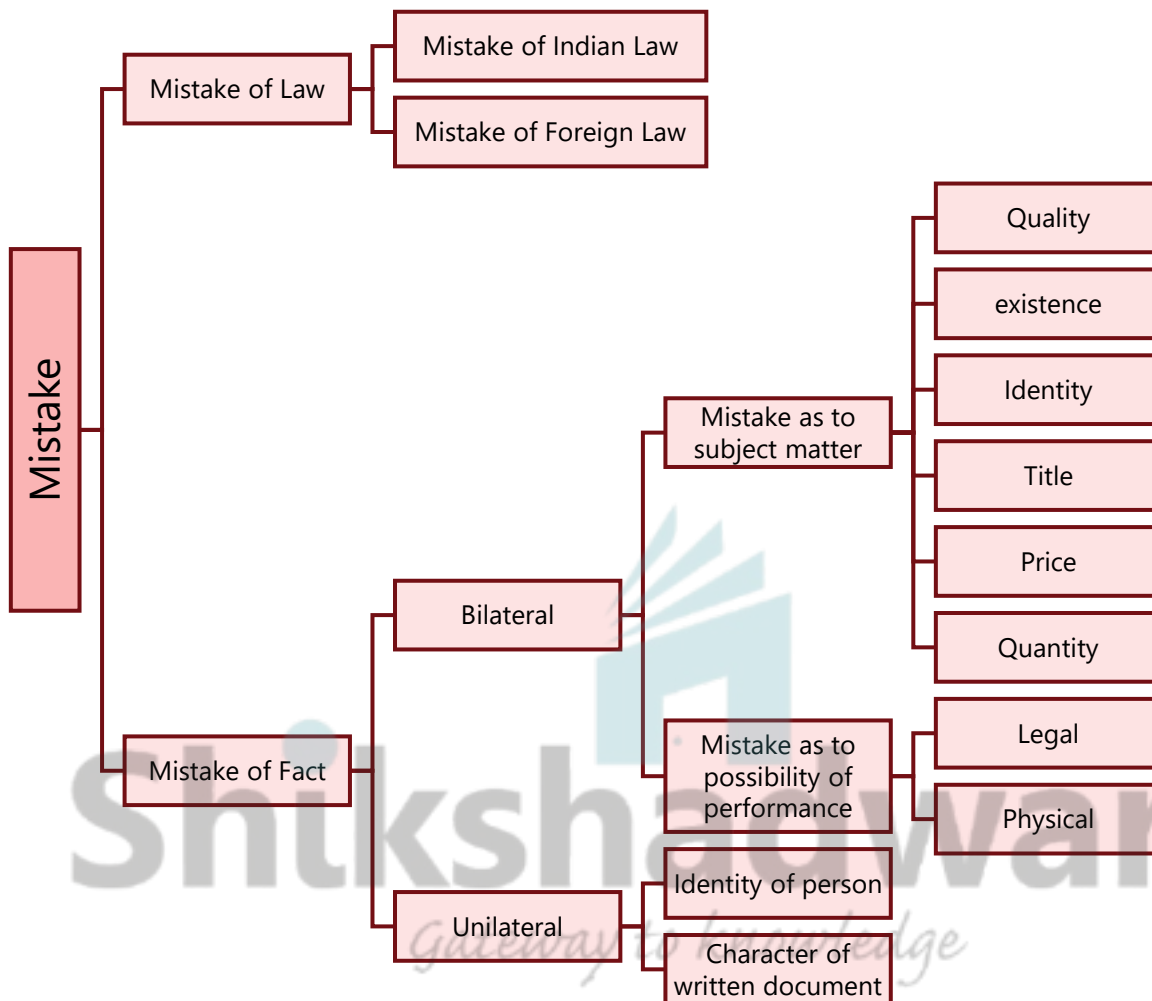 Mistake
Mistake of Law
Mistake of Indian Law
Mistake of Foreign Law
Mistake of Fact
Bilateral
Mistake as to
subject matter
Quality
existence
Identity
Title
Price
Quantity
Mistake as to
possibility of
performance
Legal
Physical
Unilateral
Identity of person
Character of
written document
Shikshadwar
Gateway to knowledge